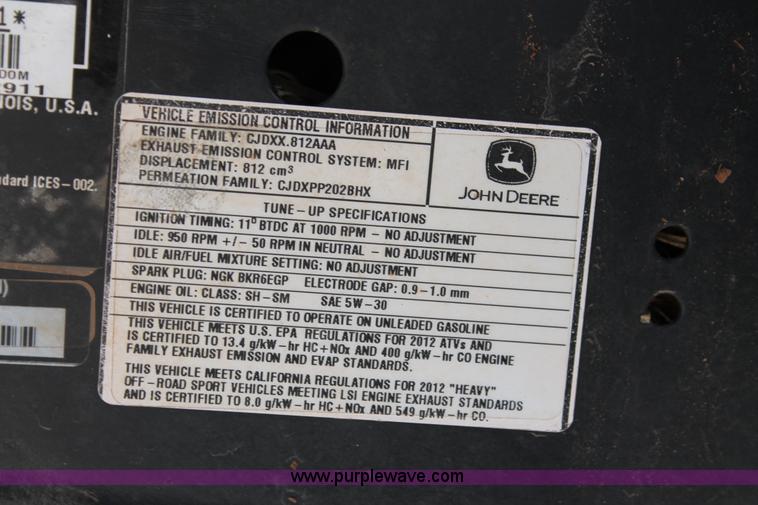 1*
DOM
911
NOIS, U.S.A.
ndard ICES-002.
VEHICLE EMISSION CONTROL INFORMATION
ENGINE FAMILY: CJDXX.812AAA
EXHAUST EMISSION CONTROL SYSTEM: MFI
DISPLACEMENT: 812 cm³
PERMEATION FAMILY: CJDXPP202BHX
JOHN DEERE
TUNE-UP SPECIFICATIONS
IGNITION TIMING: 11° BTDC AT 1000 RPM - NO ADJUSTMENT
IDLE: 950 RPM +/- 50 RPM IN NEUTRAL - NO ADJUSTMENT
IDLE AIR/FUEL MIXTURE SETTING: NO ADJUSTMENT
SPARK PLUG: NGK BKR6EGP ELECTRODE GAP: 0.9-1.0 mm
ENGINE OIL: CLASS: SH-SM SAE 5W-30
THIS VEHICLE IS CERTIFIED TO OPERATE ON UNLEADED GASOLINE
THIS VEHICLE MEETS U.S. EPA REGULATIONS FOR 2012 ATVs AND
IS CERTIFIED TO 13.4 g/kW-hr HC+NOx AND 400 g/kW-hr CO ENGINE
FAMILY EXHAUST EMISSION AND EVAP STANDARDS.
THIS VEHICLE MEETS CALIFORNIA REGULATIONS FOR 2012 "HEAVY"
OFF-ROAD SPORT VEHICLES MEETING LSI ENGINE EXHAUST STANDARDS
AND IS CERTIFIED TO 8.0 g/kW-hr HC+NOx AND 549 g/kW-hr CO.
www.purplewave.com